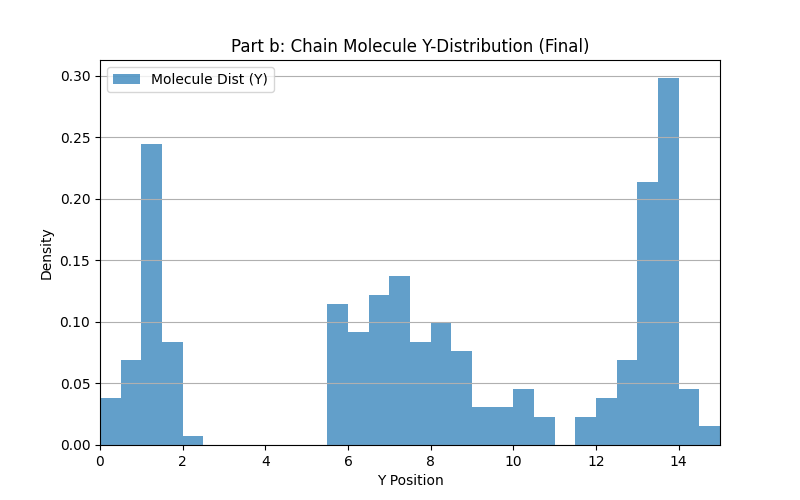 Part b: Chain Molecule Y-Distribution (Final)
Molecule Dist (Y)
0.30
0.25
0.20
0.15
0.10
0.05
0.00
Density
0 2 4 6 8 10 12 14
Y Position